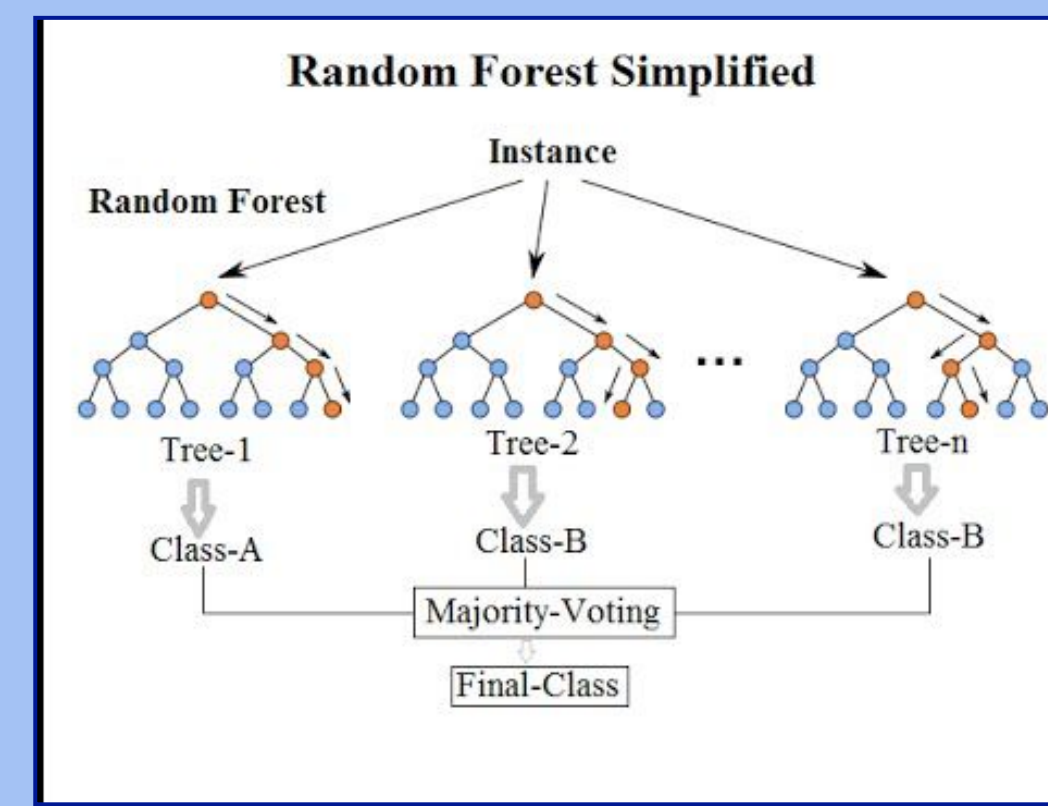 Random Forest Simplified
Instance
Random Forest
...
Tree-1
Tree-2
Tree-n
Class-A
Class-B
Class-B
Majority-Voting
Final-Class